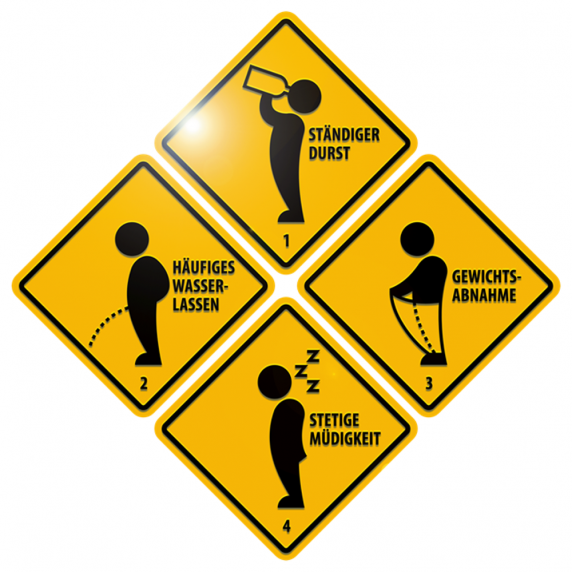 STÄNDIGER
DURST
1
HÄUFIGES
WASSER-
LASSEN
2
GEWICHTS-
ABNAHME
3
Z
Z
Z
STETIGE
MÜDIGKEIT
4